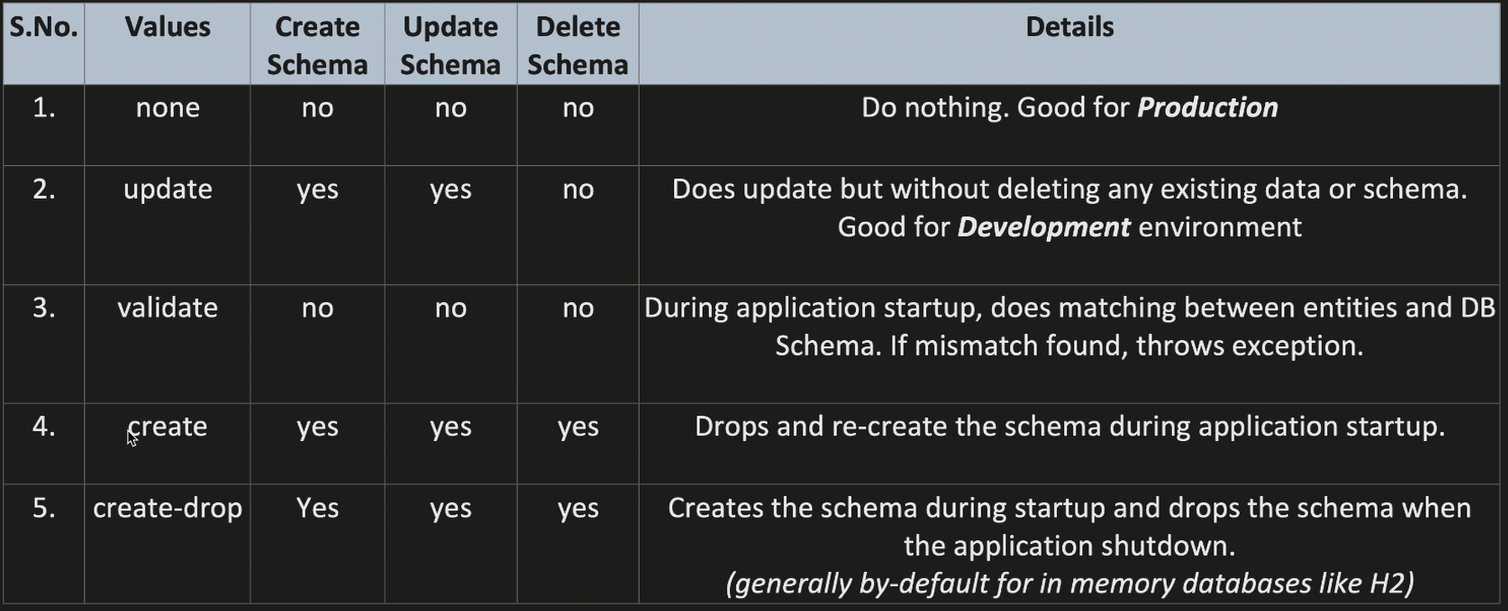 S.No. Values Create Schema Update Schema Delete Schema Details
1. none no no no Do nothing. Good for Production
2. update yes yes no Does update but without deleting any existing data or schema.
Good for Development environment
3. validate no no no During application startup, does matching between entities and DB
Schema. If mismatch found, throws exception.
4. create yes yes yes Drops and re-create the schema during application startup.
5. create-drop Yes yes yes Creates the schema during startup and drops the schema when
the application shutdown.
(generally by-default for in memory databases like H2)